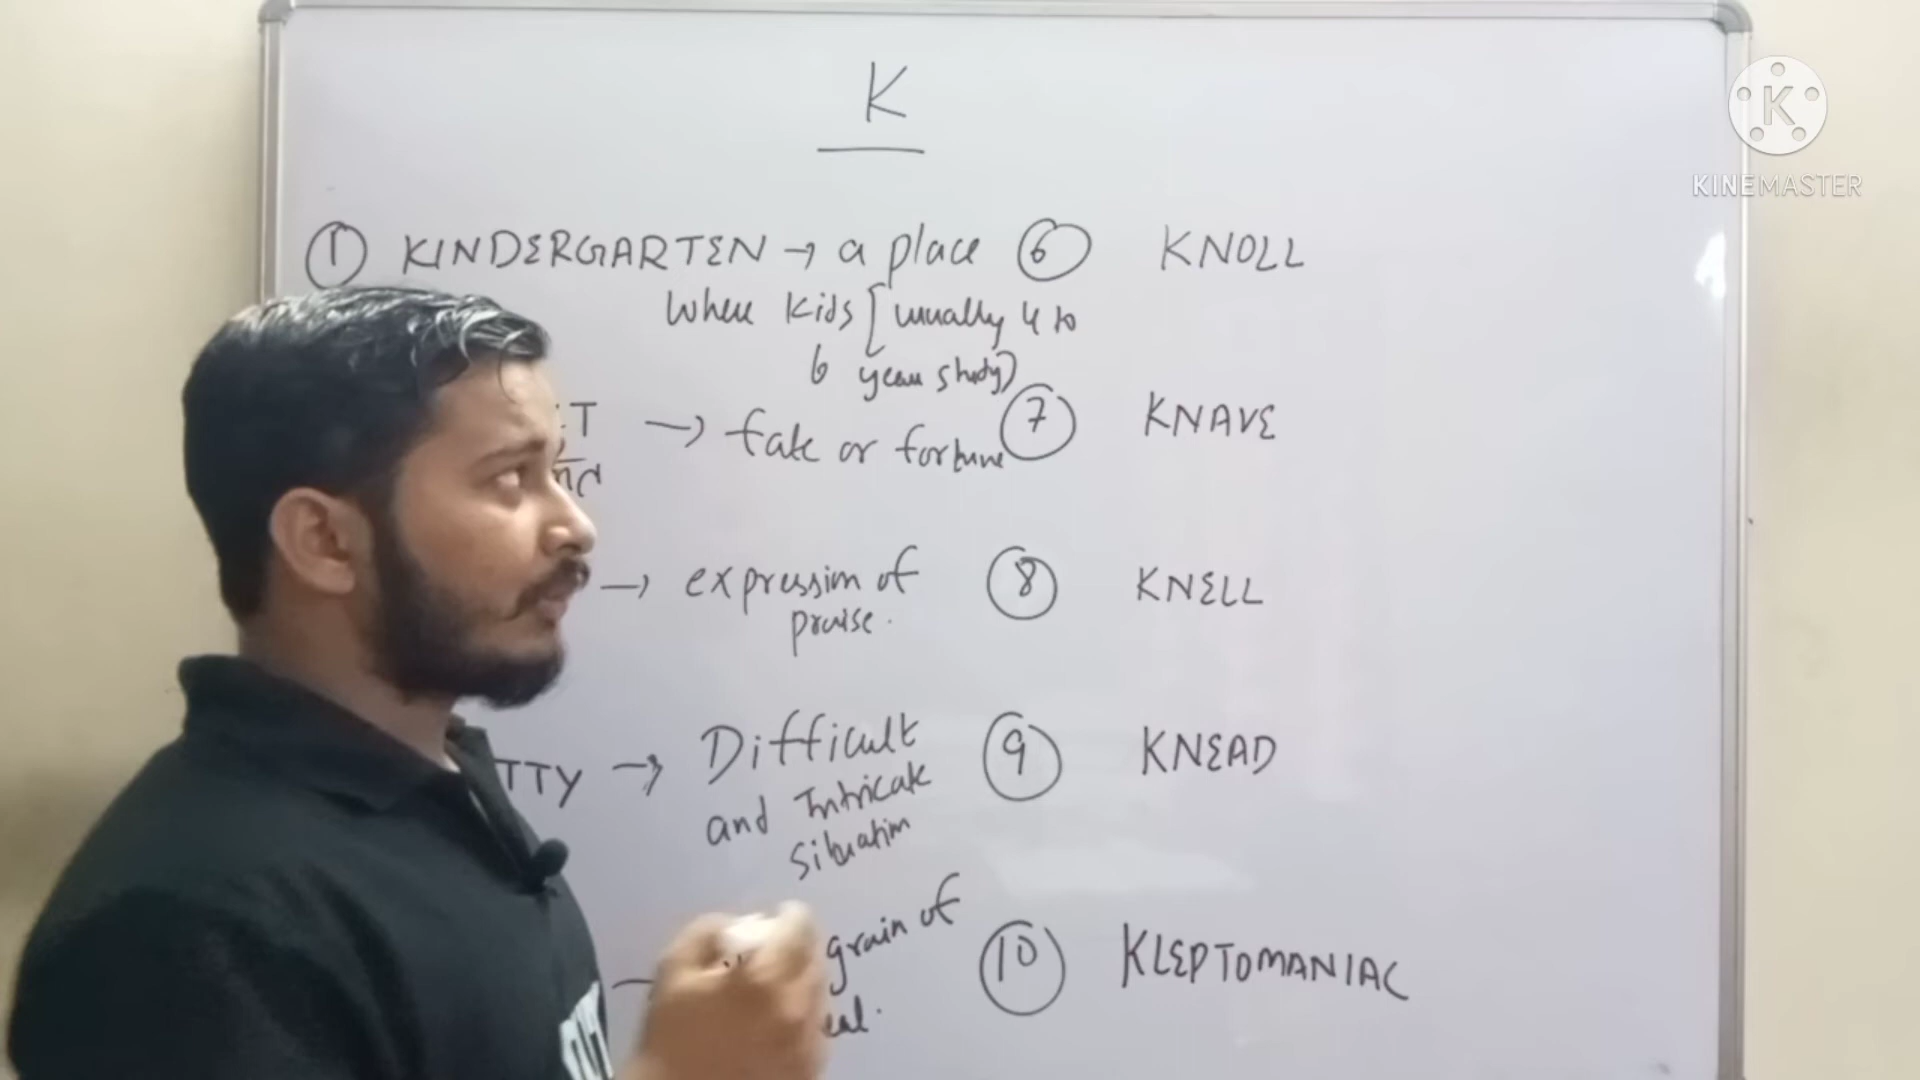 K
① KINDERGARTEN → a place
where kids [usually 4 to
6 years study)
→ fate or fortune
→ expression of
praise.
TTY → Difficult
and Intricate
situation
grain of
⑥ KNOLL
⑦ KNAVE
⑧ KNELL
⑨ KNEAD
⑩ KLEPTOMANIAC
K
KINEMASTER